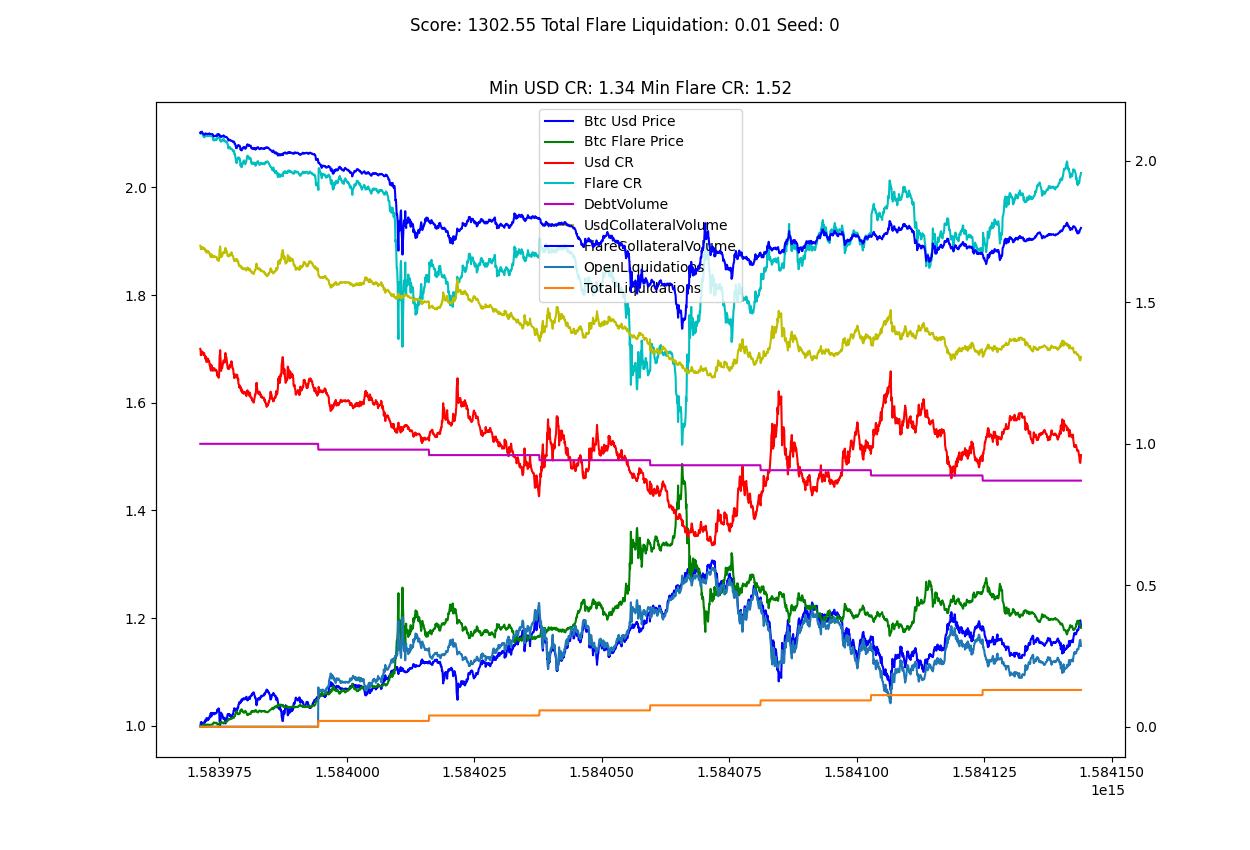 Score: 1302.55 Total Flare Liquidation: 0.01 Seed: 0
Min USD CR: 1.34 Min Flare CR: 1.52
Btc Usd Price
Btc Flare Price
Usd CR
Flare CR
DebtVolume
UsdCollateralVolume
FlareCollateralVolume
OpenLiquidations
TotalLiquidations
2.0
1.8
1.6
1.4
1.2
1.0
2.0
1.5
1.0
0.5
0.0
1.583975 1.584000 1.584025 1.584050 1.584075 1.584100 1.584125 1.584150
1e15